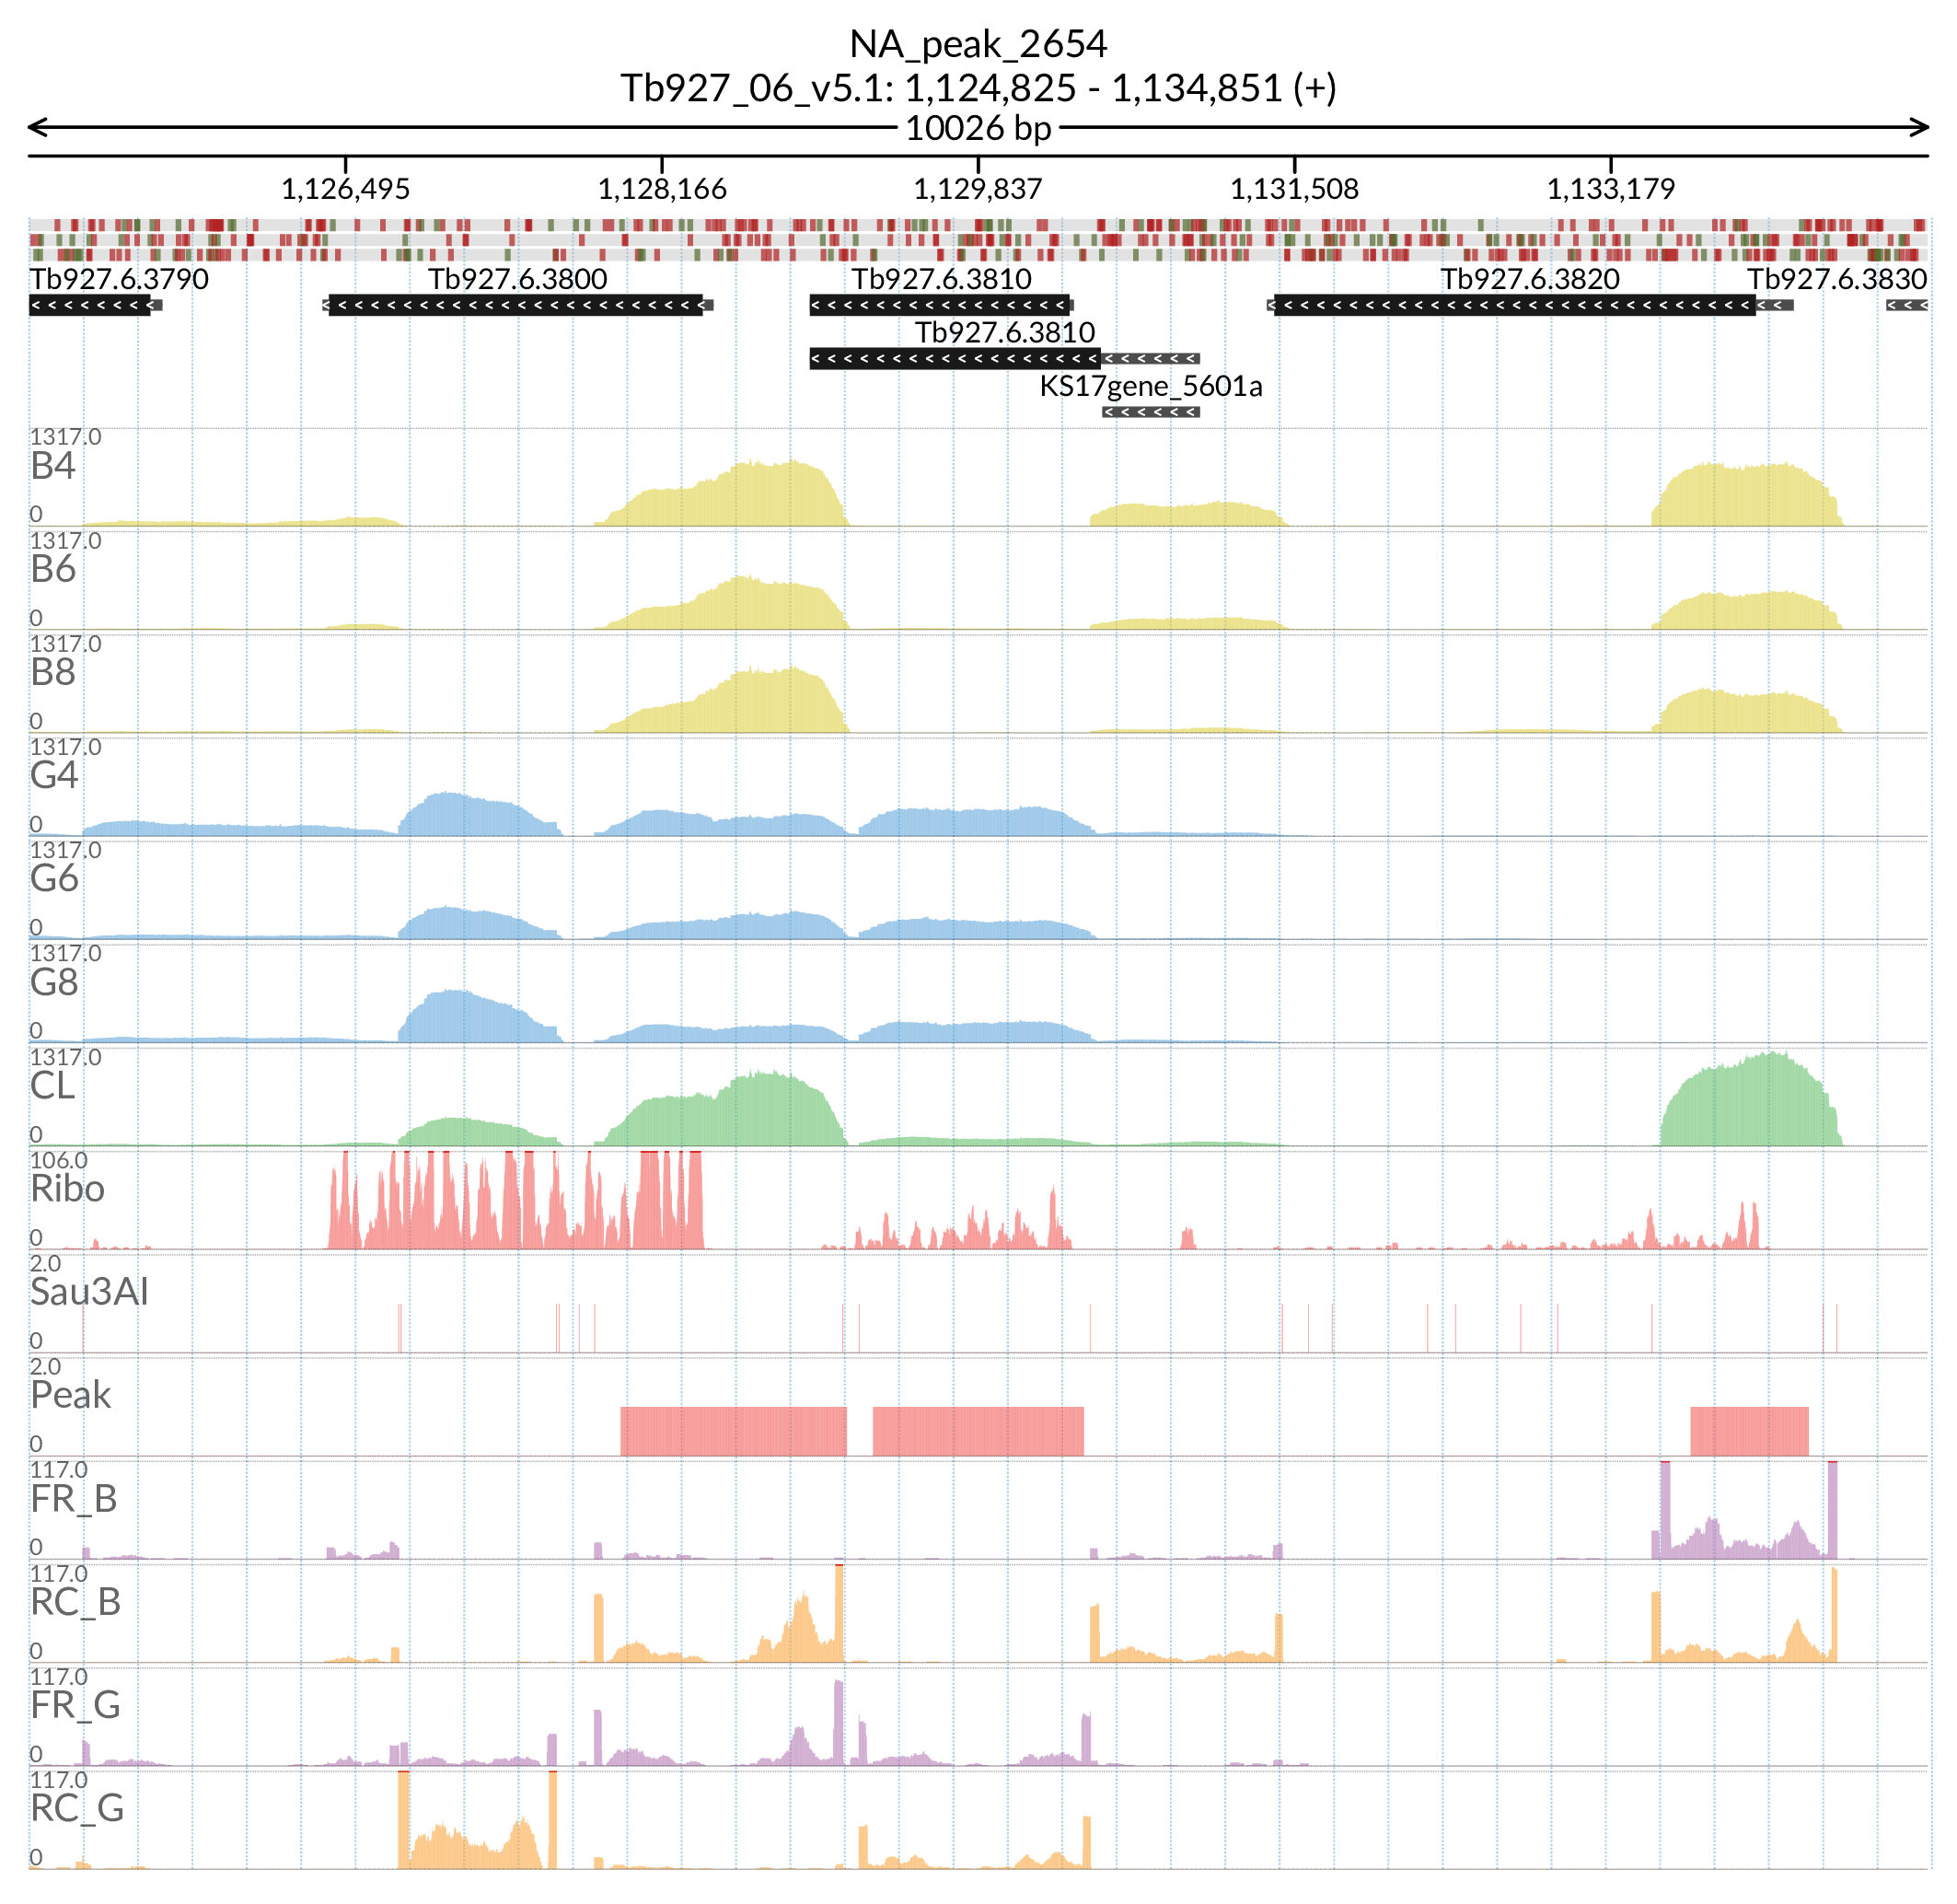 NA_peak_2654
Tb927_06_v5.1: 1,124,825 - 1,134,851 (+)
10026 bp
1,126,495 1,128,166 1,129,837 1,131,508 1,133,179
Tb927.6.3790 Tb927.6.3800 Tb927.6.3810 Tb927.6.3820 Tb927.6.3830
Tb927.6.3810
KS17gene_5601a
1317.0
B4
0
1317.0
B6
0
1317.0
B8
0
1317.0
G4
0
1317.0
G6
0
1317.0
G8
0
1317.0
CL
0
106.0
Ribo
0
2.0
Sau3AI
0
2.0
Peak
0
117.0
FR_B
0
117.0
RC_B
0
117.0
FR_G
0
117.0
RC_G
0